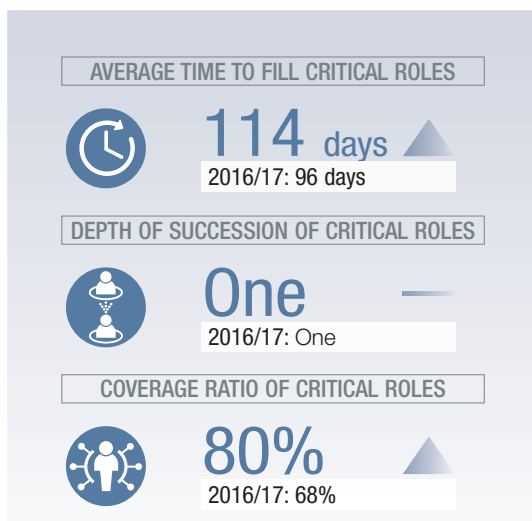 AVERAGE TIME TO FILL CRITICAL ROLES
114 days
2016/17: 96 days
DEPTH OF SUCCESSION OF CRITICAL ROLES
One
2016/17: One
COVERAGE RATIO OF CRITICAL ROLES
80%
2016/17: 68%